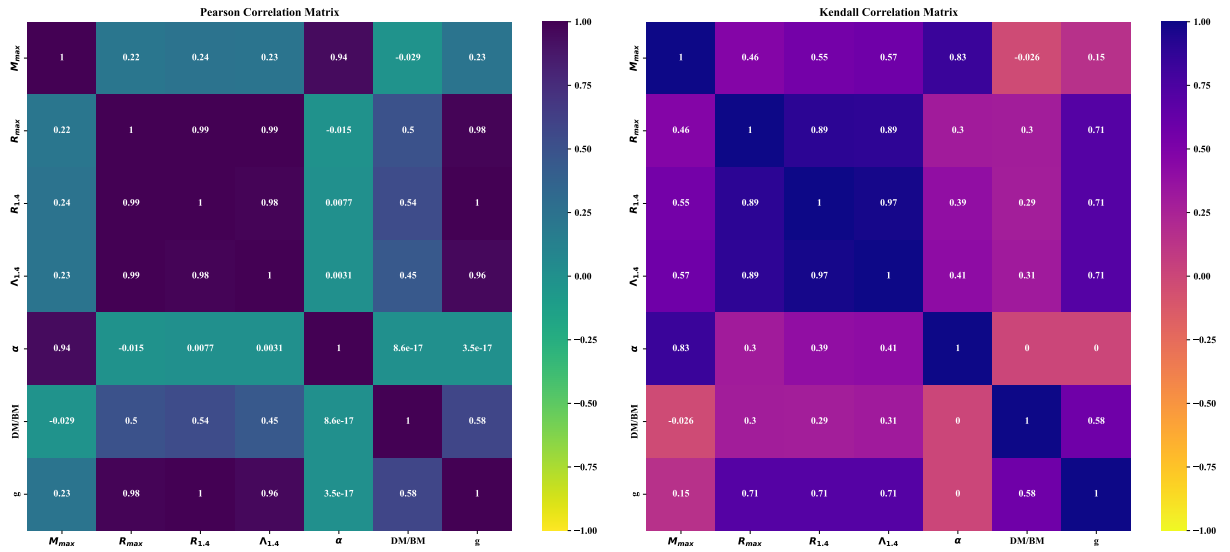 Pearson Correlation Matrix
M_max 1 0.22 0.24 0.23 0.94 -0.029 0.23
R_max 0.22 1 0.99 0.99 -0.015 0.5 0.98
R_1.4 0.24 0.99 1 0.98 0.0077 0.54 1
Λ_1.4 0.23 0.99 0.98 1 0.0031 0.45 0.96
α 0.94 -0.015 0.0077 0.0031 1 8.6e-17 3.5e-17
DM/BM -0.029 0.5 0.54 0.45 8.6e-17 1 0.58
g 0.23 0.98 1 0.96 3.5e-17 0.58 1
M_max R_max R_1.4 Λ_1.4 α DM/BM g
1.00
0.75
0.50
0.25
0.00
−0.25
−0.50
−0.75
−1.00
Kendall Correlation Matrix
M_max 1 0.46 0.55 0.57 0.83 -0.026 0.15
R_max 0.46 1 0.89 0.89 0.3 0.3 0.71
R_1.4 0.55 0.89 1 0.97 0.39 0.29 0.71
Λ_1.4 0.57 0.89 0.97 1 0.41 0.31 0.71
α 0.83 0.3 0.39 0.41 1 0 0
DM/BM -0.026 0.3 0.29 0.31 0 1 0.58
g 0.15 0.71 0.71 0.71 0 0.58 1
M_max R_max R_1.4 Λ_1.4 α DM/BM g
1.00
0.75
0.50
0.25
0.00
−0.25
−0.50
−0.75
−1.00